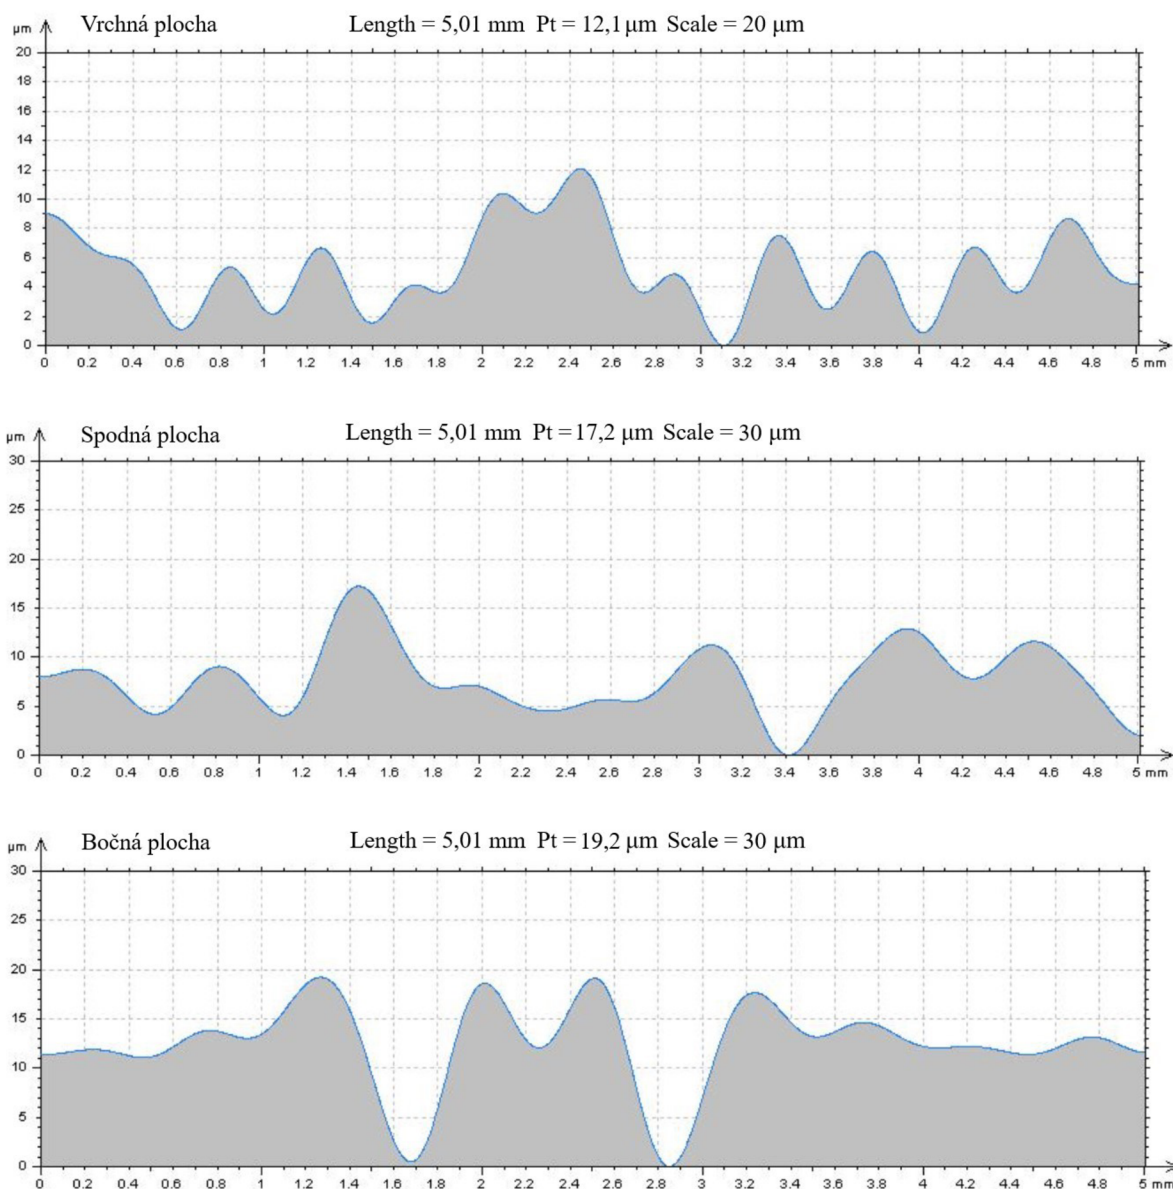 Vrchná plocha Length = 5,01 mm Pt = 12,1 µm Scale = 20 µm
µm
20
18
16
14
12
10
8
6
4
2
0
0 0.2 0.4 0.6 0.8 1 1.2 1.4 1.6 1.8 2 2.2 2.4 2.6 2.8 3 3.2 3.4 3.6 3.8 4 4.2 4.4 4.6 4.8 5 mm
Spodná plocha Length = 5,01 mm Pt = 17,2 µm Scale = 30 µm
µm
30
25
20
15
10
5
0
0 0.2 0.4 0.6 0.8 1 1.2 1.4 1.6 1.8 2 2.2 2.4 2.6 2.8 3 3.2 3.4 3.6 3.8 4 4.2 4.4 4.6 4.8 5 mm
Bočná plocha Length = 5,01 mm Pt = 19,2 µm Scale = 30 µm
µm
30
25
20
15
10
5
0
0 0.2 0.4 0.6 0.8 1 1.2 1.4 1.6 1.8 2 2.2 2.4 2.6 2.8 3 3.2 3.4 3.6 3.8 4 4.2 4.4 4.6 4.8 5 mm